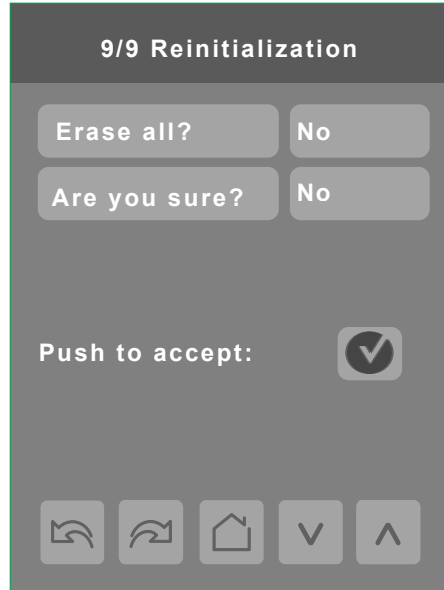 9/9 Reinitialization
Erase all? No
Are you sure? No
Push to accept: